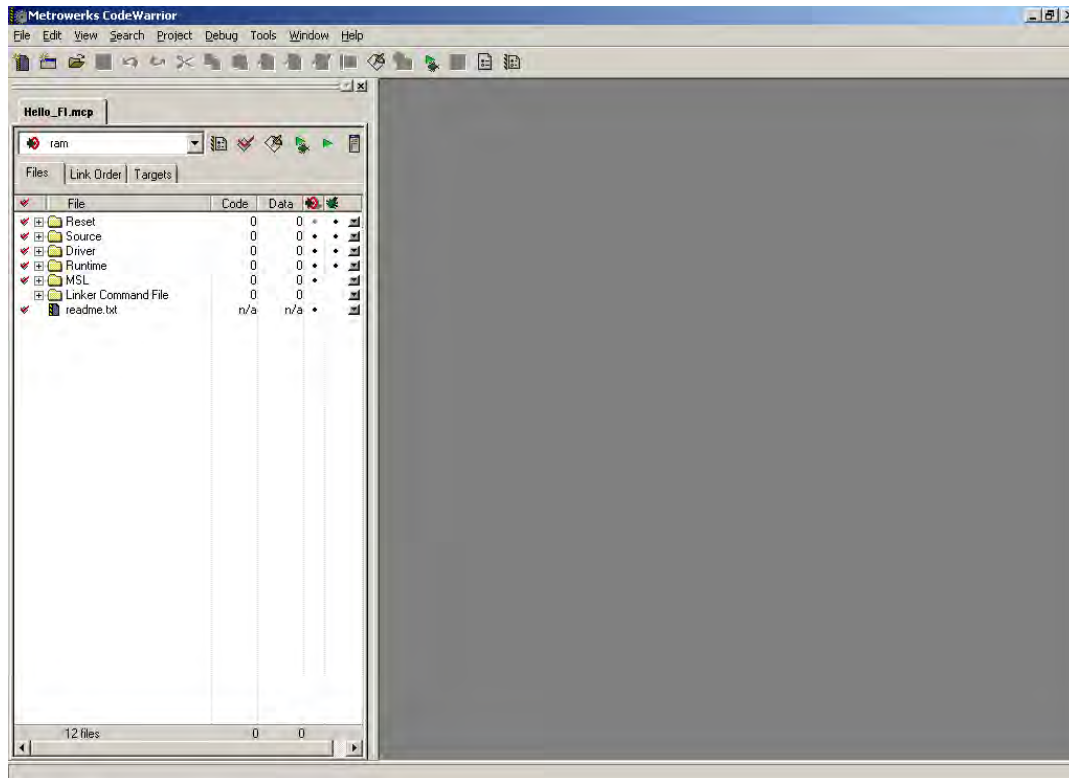 Metrowerks CodeWarrior
File Edit View Search Project Debug Tools Window Help
Hello_FI.mcp
ram
Files Link Order Targets
File Code Data
Reset 0 0
Source 0 0
Driver 0 0
Runtime 0 0
MSL 0 0
Linker Command File 0 0
readme.txt n/a n/a
12 files 0 0